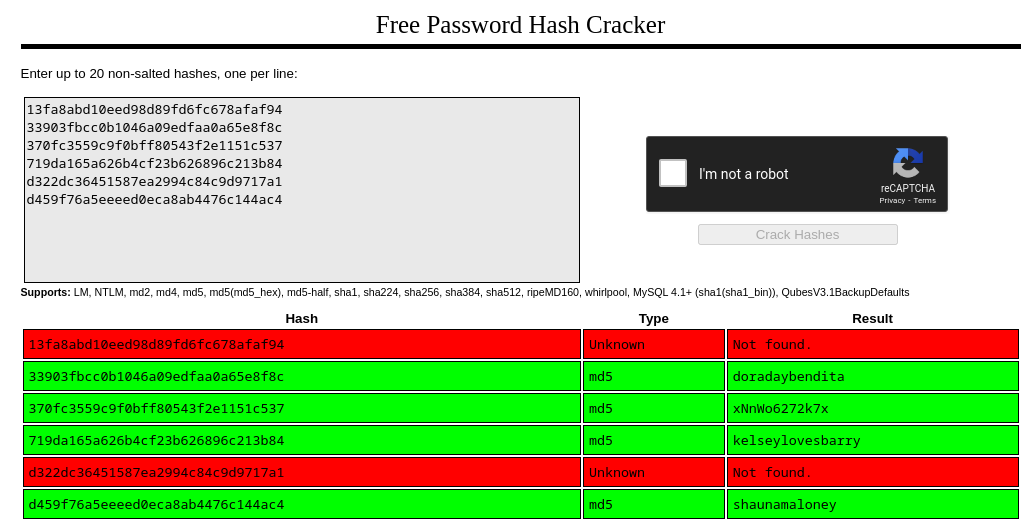 Free Password Hash Cracker
Enter up to 20 non-salted hashes, one per line:
13fa8abd10eed98d89fd6fc678afaf94
33903fbcc0b1046a09edfaa0a65e8f8c
370fc3559c9f0bff80543f2e1151c537
719da165a626b4cf23b626896c213b84
d322dc36451587ea2994c84c9d9717a1
d459f76a5eeeed0eca8ab4476c144ac4
I'm not a robot
reCAPTCHA
Privacy - Terms
Crack Hashes
Supports: LM, NTLM, md2, md4, md5, md5(md5_hex), md5-half, sha1, sha224, sha256, sha384, sha512, ripeMD160, whirlpool, MySQL 4.1+ (sha1(sha1_bin)), QubesV3.1BackupDefaults
Hash Type Result
13fa8abd10eed98d89fd6fc678afaf94 Unknown Not found.
33903fbcc0b1046a09edfaa0a65e8f8c md5 doradaybendita
370fc3559c9f0bff80543f2e1151c537 md5 xNnWo6272k7x
719da165a626b4cf23b626896c213b84 md5 kelseylovesbarry
d322dc36451587ea2994c84c9d9717a1 Unknown Not found.
d459f76a5eeeed0eca8ab4476c144ac4 md5 shaunamaloney